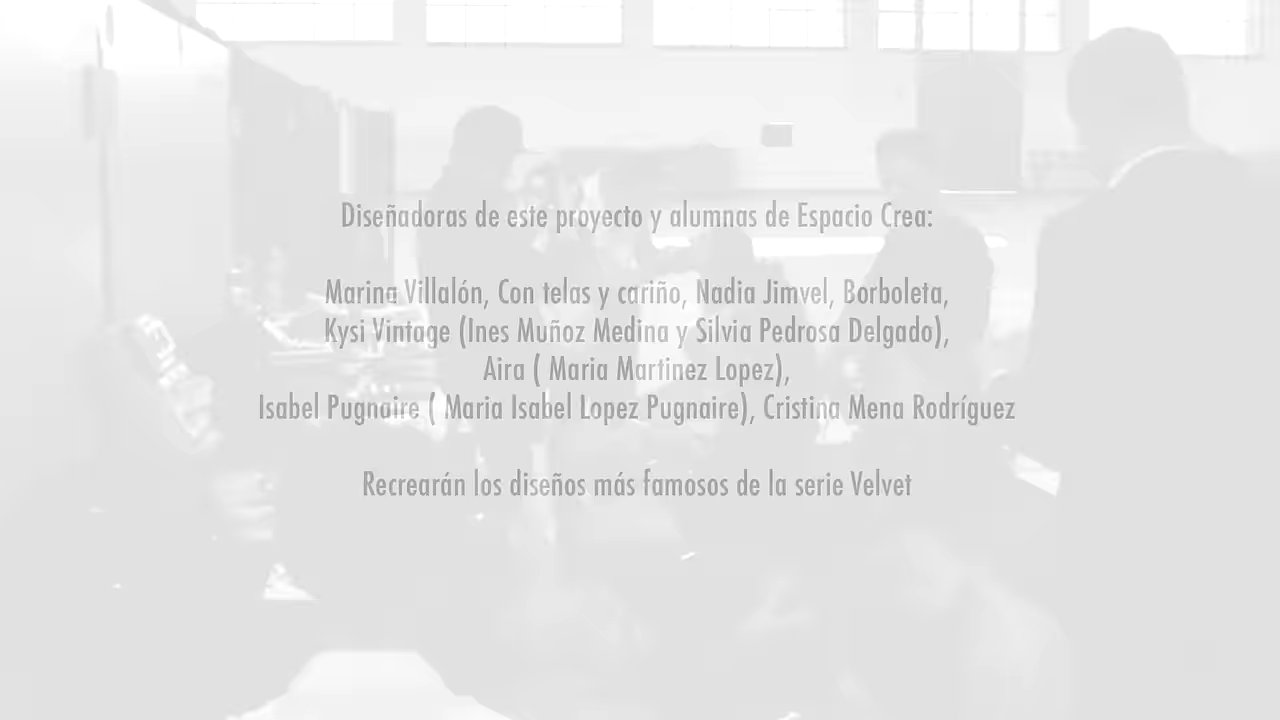 Diseñadoras de este proyecto y alumnas de Espacio Crea:
Marina Villalón, Con telas y cariño, Nadia Jimvel, Borboleta,
Kysi Vintage (Ines Muñoz Medina y Silvia Pedrosa Delgado),
Aira ( Maria Martinez Lopez),
Isabel Pugnaire ( Maria Isabel Lopez Pugnaire), Cristina Mena Rodríguez
Recrearán los diseños más famosos de la serie Velvet